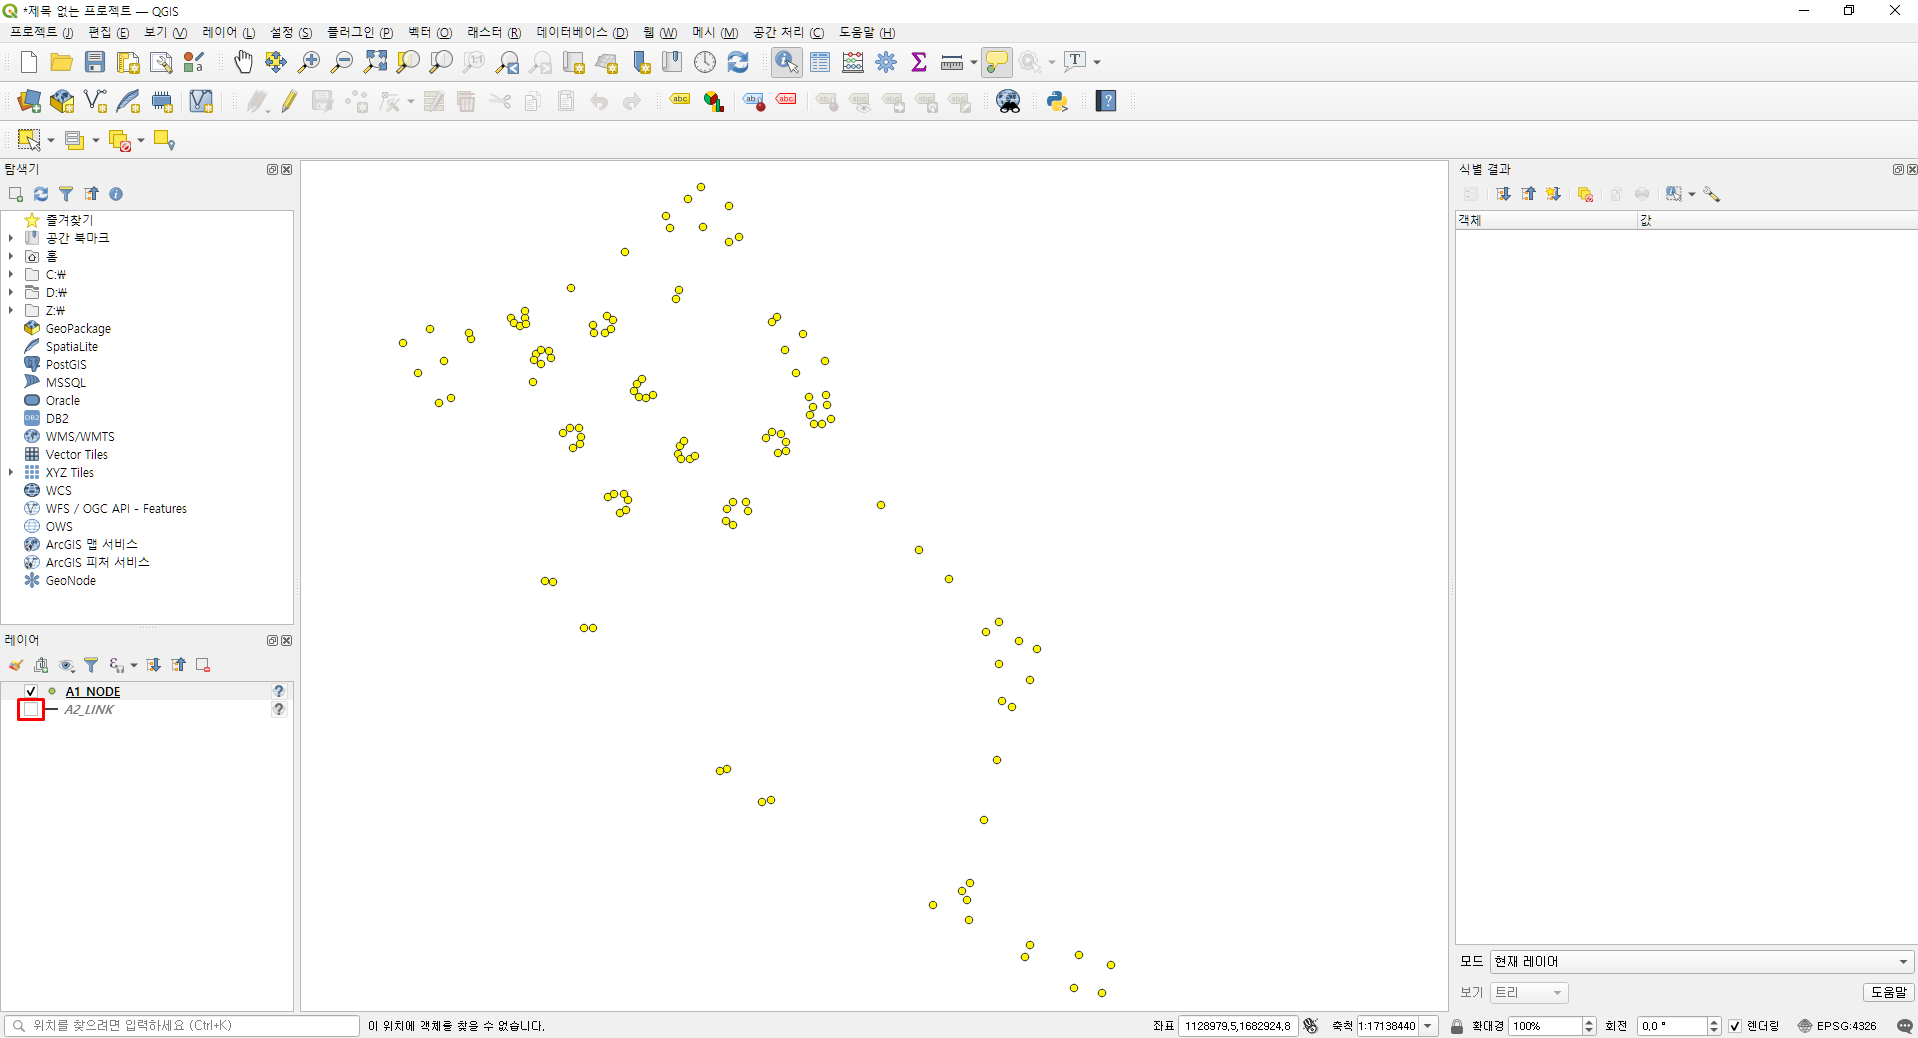 *제목 없는 프로젝트 — QGIS
프로젝트 (J) 편집 (E) 보기 (V) 레이어 (L) 설정 (S) 플러그인 (P) 벡터 (O) 래스터 (R) 데이터베이스 (D) 웹 (W) 메시 (M) 공간 처리 (C) 도움말 (H)
탐색기
즐겨찾기
공간 북마크
홈
C:₩
D:₩
Z:₩
GeoPackage
SpatiaLite
PostGIS
MSSQL
Oracle
DB2
WMS/WMTS
Vector Tiles
XYZ Tiles
WCS
WFS / OGC API - Features
OWS
ArcGIS 맵 서비스
ArcGIS 피처 서비스
GeoNode
레이어
A1_NODE
A2_LINK
식별 결과
객체 값
모드 현재 레이어
보기 트리 도움말
위치를 찾으려면 입력하세요 (Ctrl+K) 이 위치에 객체를 찾을 수 없습니다. 좌표 1128979,5,1682924,8 축척 1:17138440 확대경 100% 회전 0,0 ° 렌더링 EPSG:4326